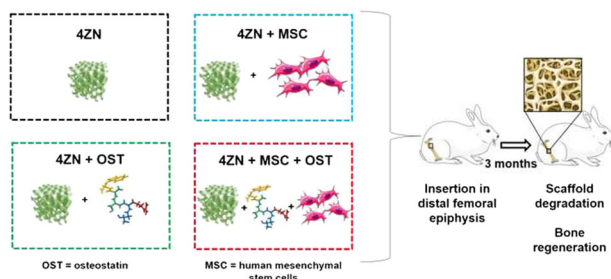 4ZN
4ZN + MSC
+
4ZN + OST
+
4ZN + MSC + OST
+
+
OST = osteostatin
MSC = human mesenchymal
stem cells
3 months
Insertion in
distal femoral
epiphysis
Scaffold
degradation
Bone
regeneration